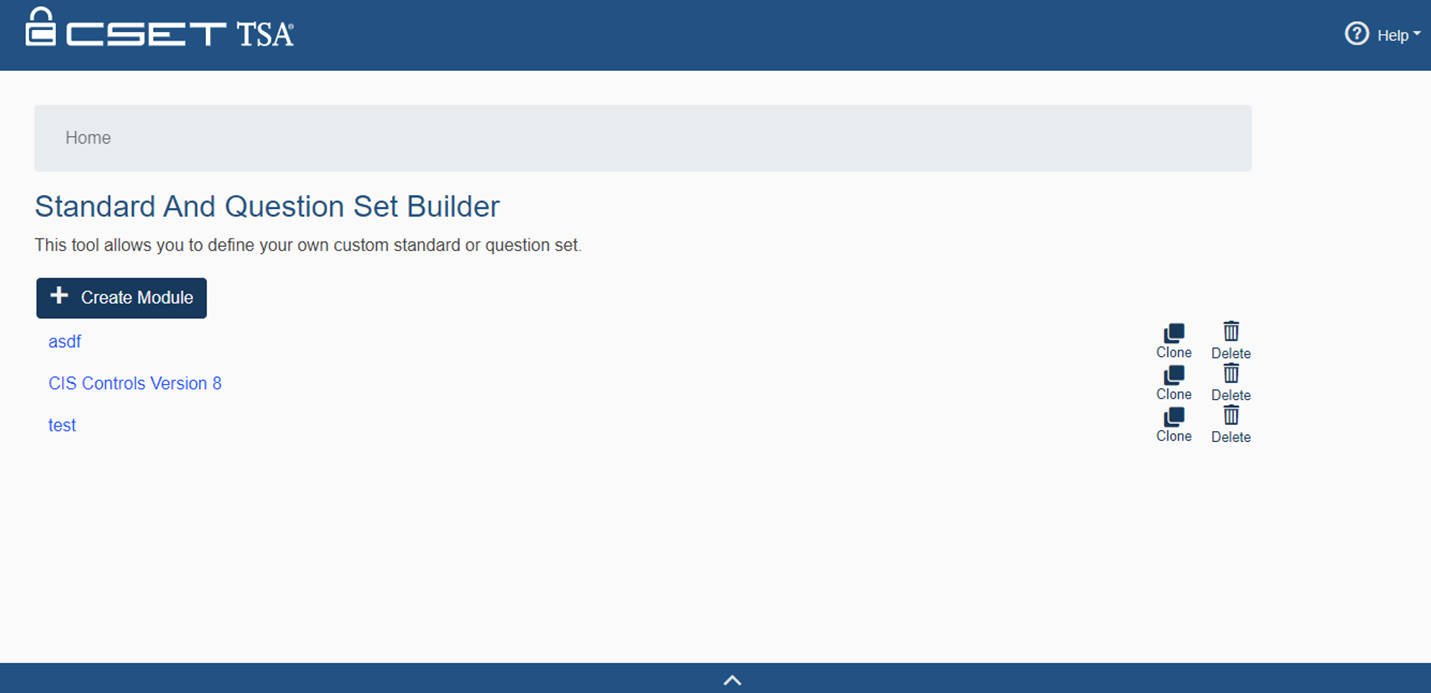 CSET TSA®
? Help
Home
Standard And Question Set Builder
This tool allows you to define your own custom standard or question set.
+ Create Module
asdf Clone Delete
CIS Controls Version 8 Clone Delete
test Clone Delete